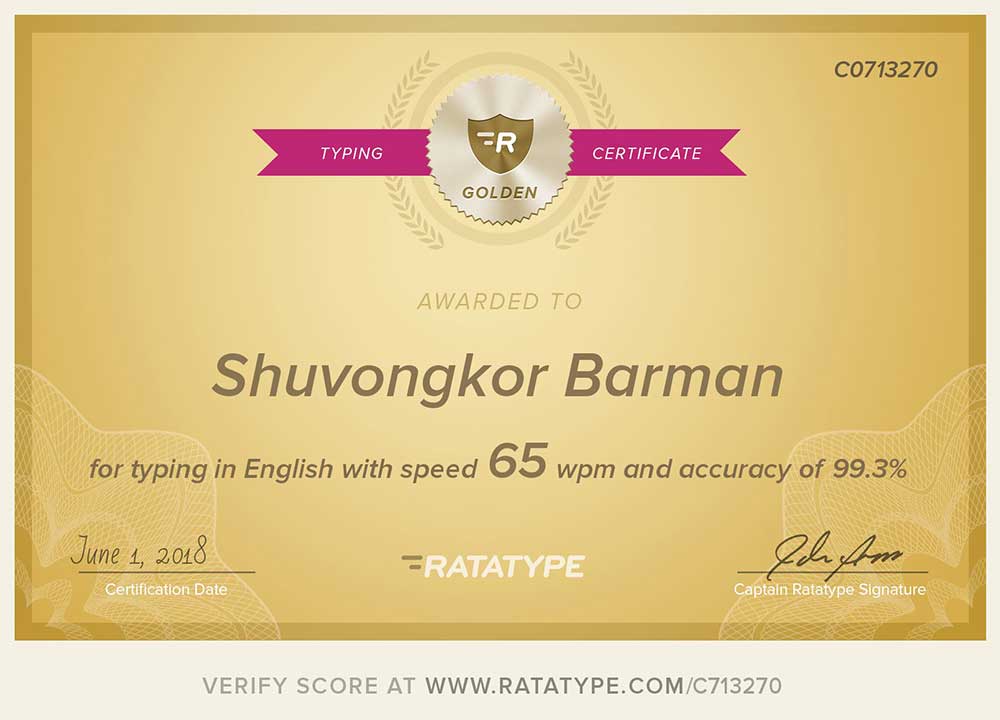 C0713270
TYPING
R
CERTIFICATE
GOLDEN
AWARDED TO
Shuvongkor Barman
for typing in English with speed 65 wpm and accuracy of 99.3%
June 1, 2018
RATATYPE
Certification Date
Captain Ratatype Signature
VERIFY SCORE AT WWW.RATATYPE.COM/C713270